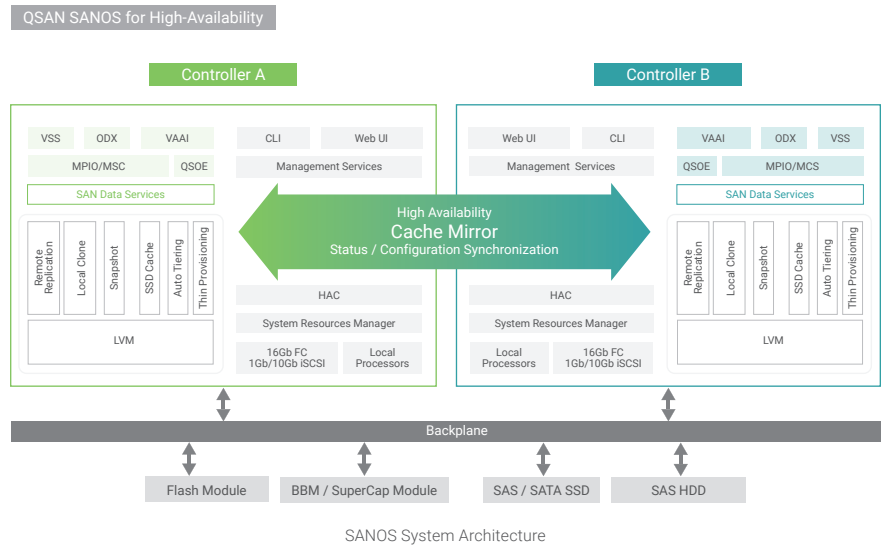 QSAN SANOS for High-Availability
Controller A
VSS
ODX
VAAI
CLI
Web UI
MPIO/MSC
QSOE
Management Services
SAN Data Services
Remote
Replication
Local Clone
Snapshot
SSD Cache
Auto Tiering
Thin Provisioning
LVM
HAC
System Resources Manager
16Gb FC
1Gb/10Gb iSCSI
Local
Processors
High Availability
Cache Mirror
Status / Configuration Synchronization
Controller B
Web UI
CLI
VAAI
ODX
VSS
Management Services
QSOE
MPIO/MCS
SAN Data Services
HAC
System Resources Manager
Local
Processors
16Gb FC
1Gb/10Gb iSCSI
Remote
Replication
Local Clone
Snapshot
SSD Cache
Auto Tiering
Thin Provisioning
LVM
Backplane
Flash Module
BBM / SuperCap Module
SAS / SATA SSD
SAS HDD
SANOS System Architecture